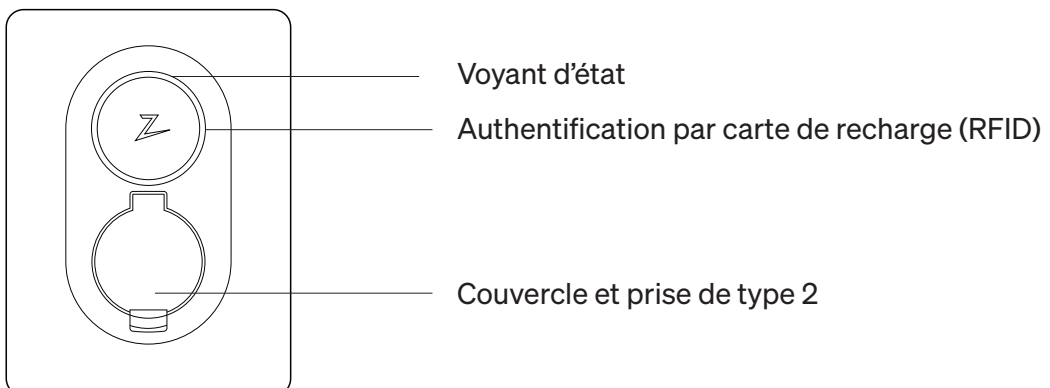 Voyant d’état
Authentification par carte de recharge (RFID)
Couvercle et prise de type 2